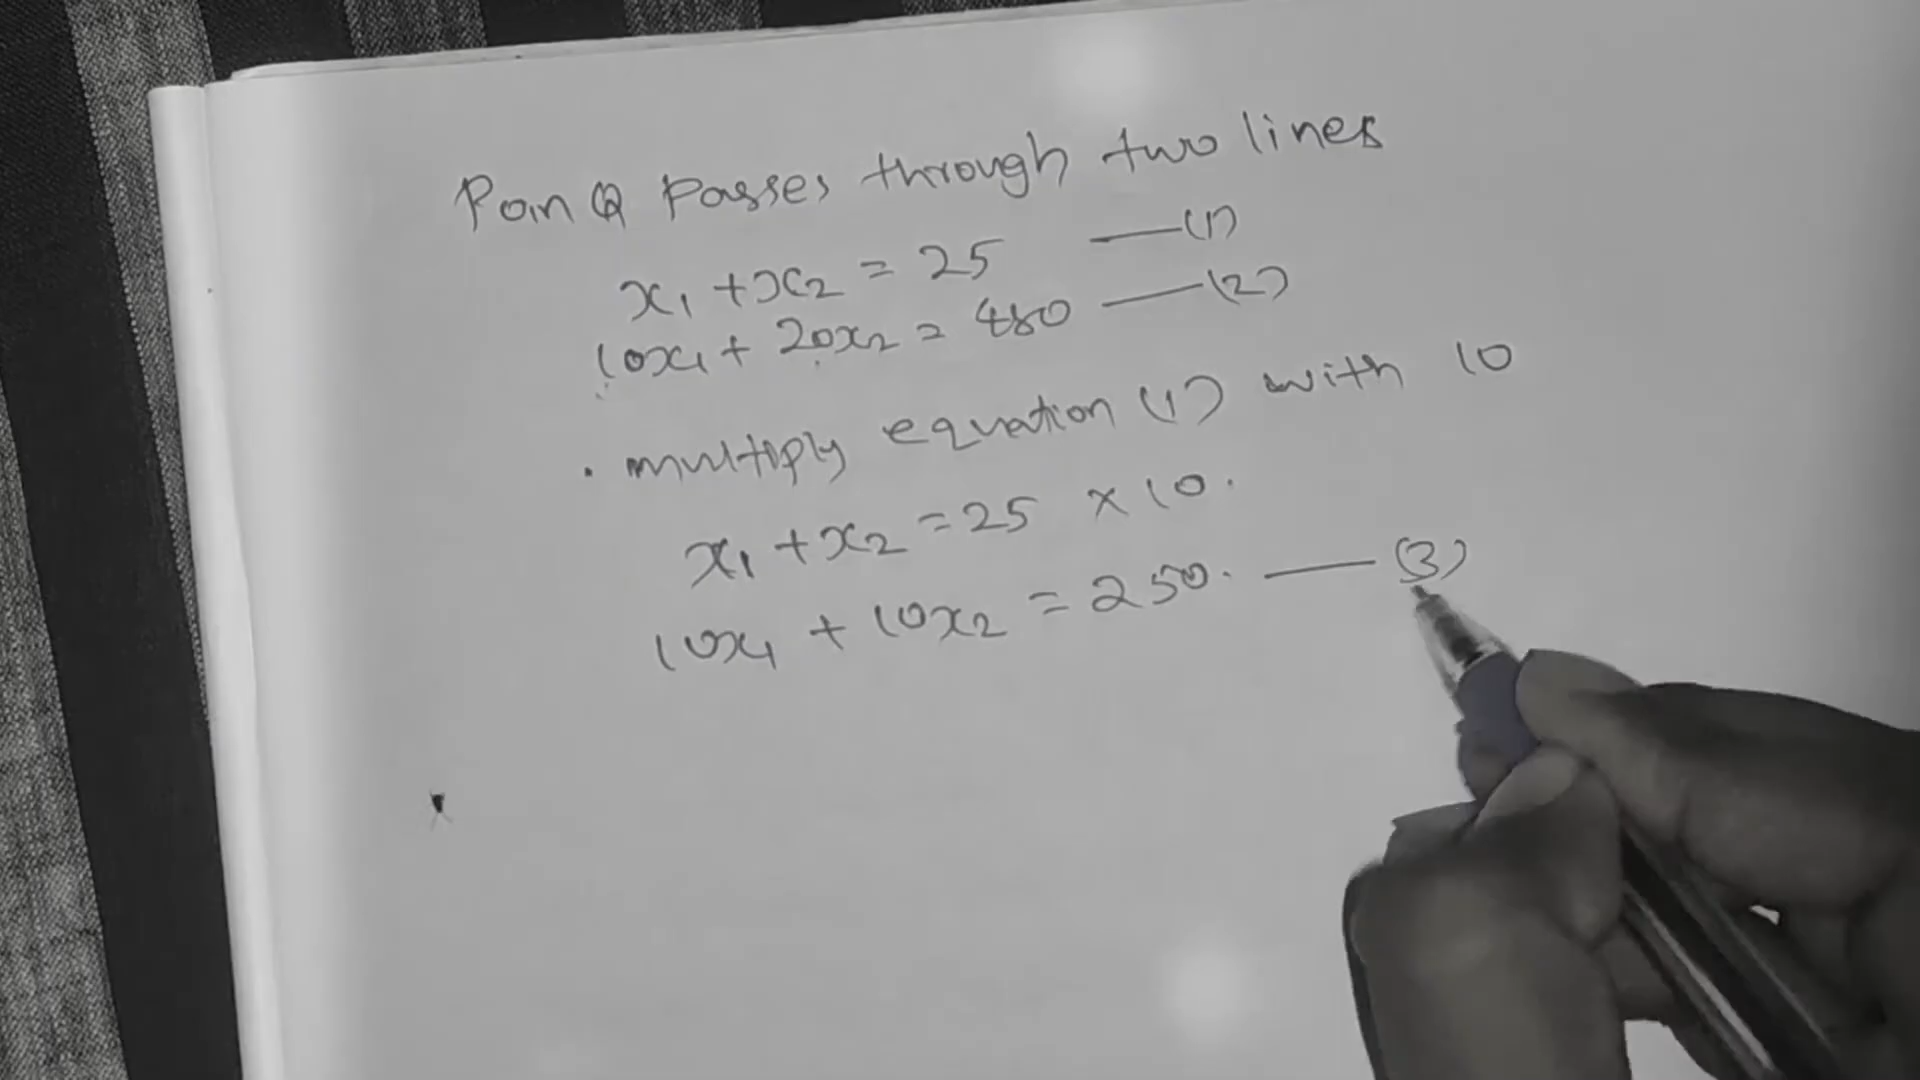 Poin Q passes through two lines
x₁ + x₂ = 25 —(1)
10x₁ + 20x₂ = 480 —(2)
. multiply equation (1) with 10
x₁ + x₂ = 25 × 10.
10x₁ + 10x₂ = 250. —(3)